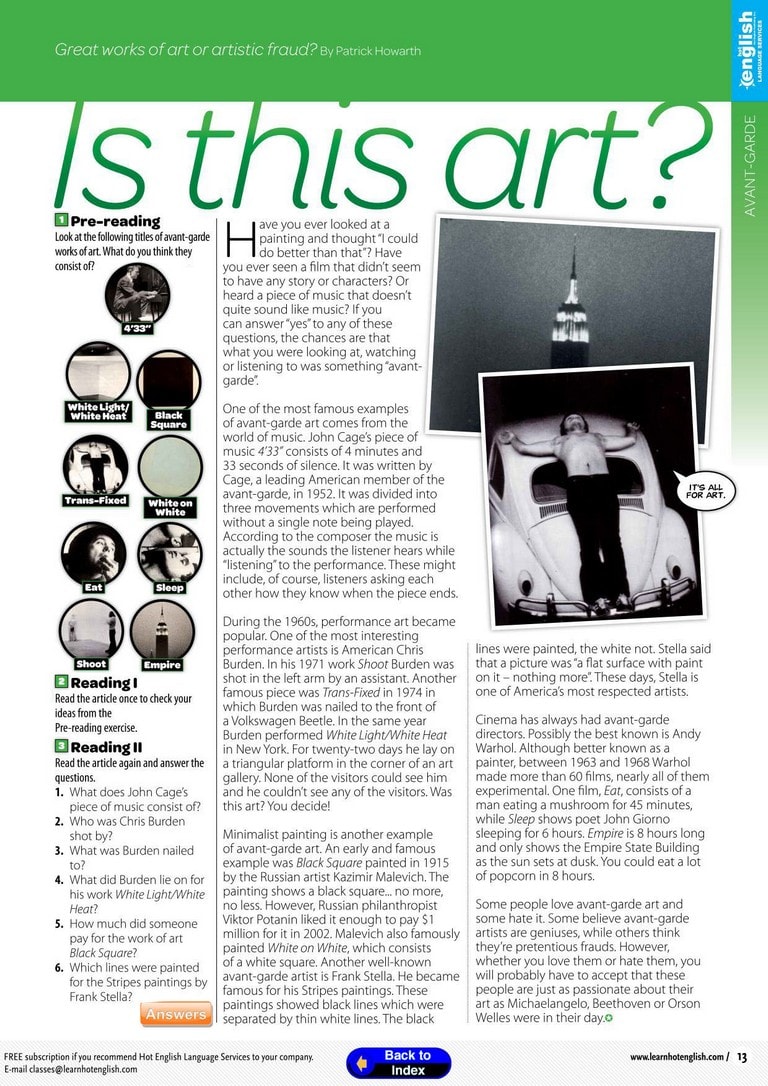 Great works of art or artistic fraud? By Patrick Howarth
hot
english
LANGUAGE SERVICES
AVANT-GARDE
Is this art?
1 Pre-reading
Look at the following titles of avant-garde
works of art. What do you think they
consist of?
4'33"
White Light/
White Heat
Black
Square
Trans-Fixed
White on
White
Eat
Sleep
Shoot
Empire
2 Reading I
Read the article once to check your
ideas from the
Pre-reading exercise.
3 Reading II
Read the article again and answer the
questions.
1. What does John Cage's
piece of music consist of?
2. Who was Chris Burden
shot by?
3. What was Burden nailed
to?
4. What did Burden lie on for
his work White Light/White
Heat?
5. How much did someone
pay for the work of art
Black Square?
6. Which lines were painted
for the Stripes paintings by
Frank Stella?
Answers
Have you ever looked at a
painting and thought "I could
do better than that"? Have
you ever seen a film that didn't seem
to have any story or characters? Or
heard a piece of music that doesn't
quite sound like music? If you
can answer "yes" to any of these
questions, the chances are that
what you were looking at, watching
or listening to was something "avant-
garde".
One of the most famous examples
of avant-garde art comes from the
world of music. John Cage's piece of
music 4'33" consists of 4 minutes and
33 seconds of silence. It was written by
Cage, a leading American member of the
avant-garde, in 1952. It was divided into
three movements which are performed
without a single note being played.
According to the composer the music is
actually the sounds the listener hears while
"listening" to the performance. These might
include, of course, listeners asking each
other how they know when the piece ends.
During the 1960s, performance art became
popular. One of the most interesting
performance artists is American Chris
Burden. In his 1971 work Shoot Burden was
shot in the left arm by an assistant. Another
famous piece was Trans-Fixed in 1974 in
which Burden was nailed to the front of
a Volkswagen Beetle. In the same year
Burden performed White Light/White Heat
in New York. For twenty-two days he lay on
a triangular platform in the corner of an art
gallery. None of the visitors could see him
and he couldn't see any of the visitors. Was
this art? You decide!
Minimalist painting is another example
of avant-garde art. An early and famous
example was Black Square painted in 1915
by the Russian artist Kazimir Malevich. The
painting shows a black square... no more,
no less. However, Russian philanthropist
Viktor Potanin liked it enough to pay $1
million for it in 2002. Malevich also famously
painted White on White, which consists
of a white square. Another well-known
avant-garde artist is Frank Stella. He became
famous for his Stripes paintings. These
paintings showed black lines which were
separated by thin white lines. The black
IT'S ALL
FOR ART.
lines were painted, the white not. Stella said
that a picture was "a flat surface with paint
on it – nothing more". These days, Stella is
one of America's most respected artists.
Cinema has always had avant-garde
directors. Possibly the best known is Andy
Warhol. Although better known as a
painter, between 1963 and 1968 Warhol
made more than 60 films, nearly all of them
experimental. One film, Eat, consists of a
man eating a mushroom for 45 minutes,
while Sleep shows poet John Giorno
sleeping for 6 hours. Empire is 8 hours long
and only shows the Empire State Building
as the sun sets at dusk. You could eat a lot
of popcorn in 8 hours.
Some people love avant-garde art and
some hate it. Some believe avant-garde
artists are geniuses, while others think
they're pretentious frauds. However,
whether you love them or hate them, you
will probably have to accept that these
people are just as passionate about their
art as Michaelangelo, Beethoven or Orson
Welles were in their day.
FREE subscription if you recommend Hot English Language Services to your company.
E-mail classes@learnhotenglish.com
Back to
Index
www.learnhotenglish.com / 13